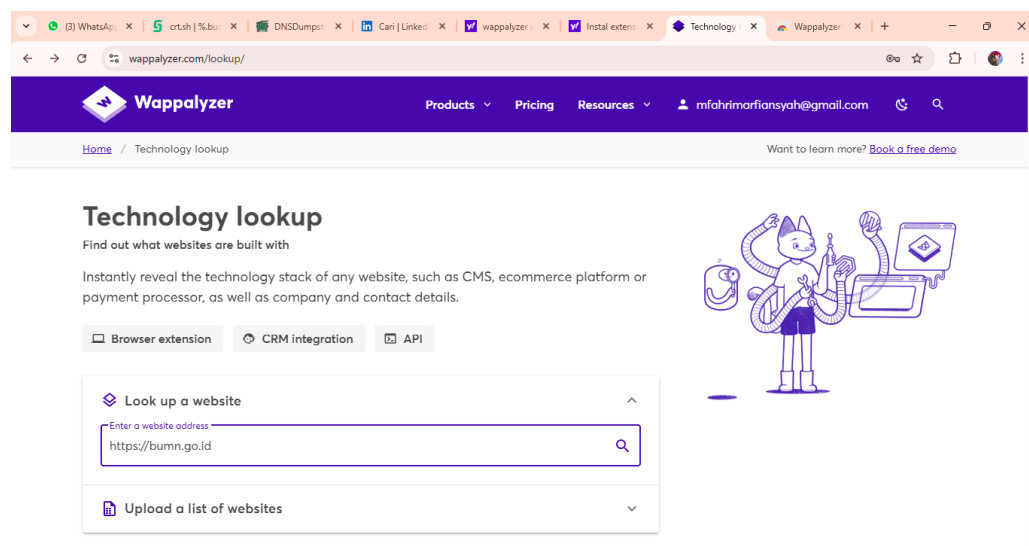 (3) WhatsAp
crt.sh | %.bur
DNSDumpst
Cari | Linked
wappalyzer
Instal extens
Technology
Wappalyzer
wappalyzer.com/lookup/
Wappalyzer
Products
Pricing
Resources
mfahrimarfiansyah@gmail.com
Home / Technology lookup
Want to learn more? Book a free demo
Technology lookup
Find out what websites are built with
Instantly reveal the technology stack of any website, such as CMS, ecommerce platform or
payment processor, as well as company and contact details.
Browser extension
CRM integration
API
Look up a website
Enter a website address
https://bumn.go.id
Upload a list of websites